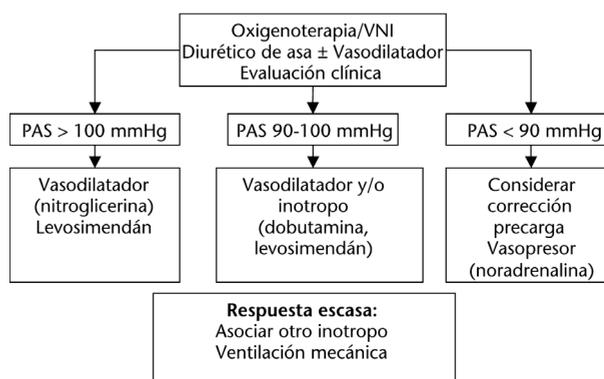 Oxigenoterapia/VNI
Diurético de asa ± Vasodilatador
Evaluación clínica
PAS > 100 mmHg
PAS 90-100 mmHg
PAS < 90 mmHg
Vasodilatador
(nitroglicerina)
Levosimendán
Vasodilatador y/o
inotropo
(dobutamina,
levosimendán)
Considerar
corrección
precarga
Vasopresor
(noradrenalina)
Respuesta escasa:
Asociar otro inotropo
Ventilación mecánica